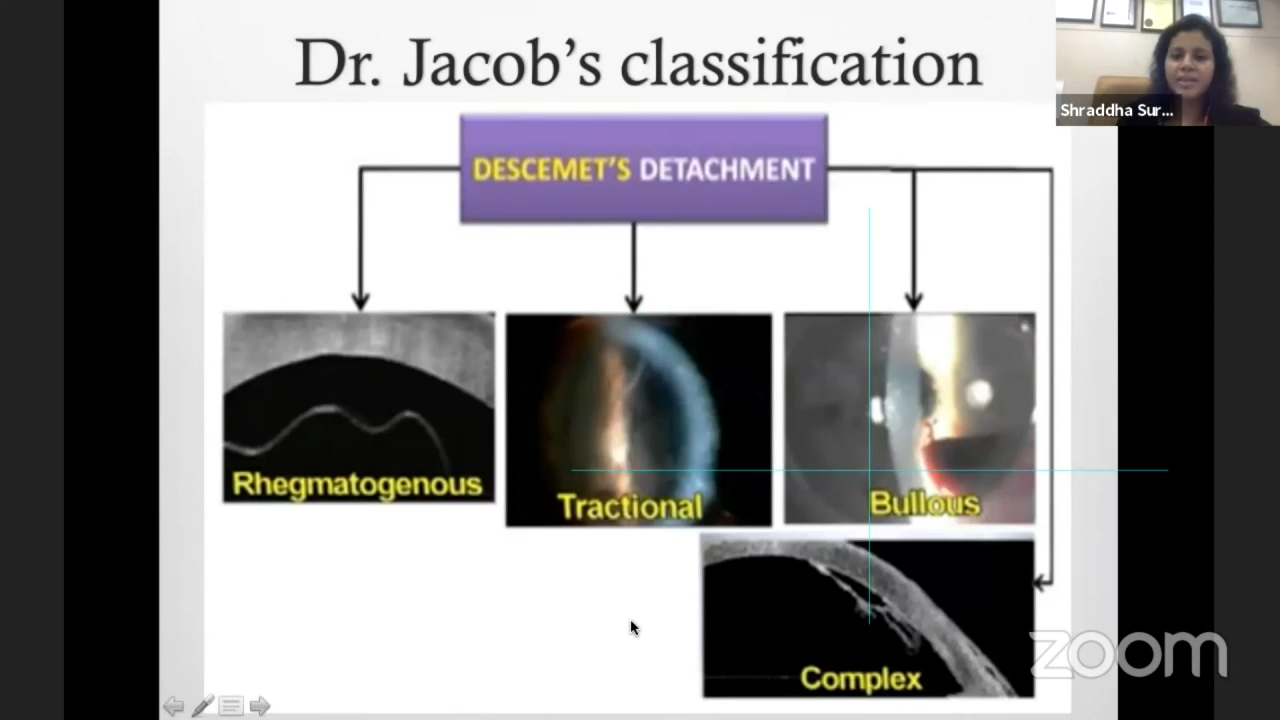 Dr. Jacob's classification
Shraddha Sur...
DESCEMET'S DETACHMENT
Rhegmatogenous
Tractional
Bullous
Complex
zoom